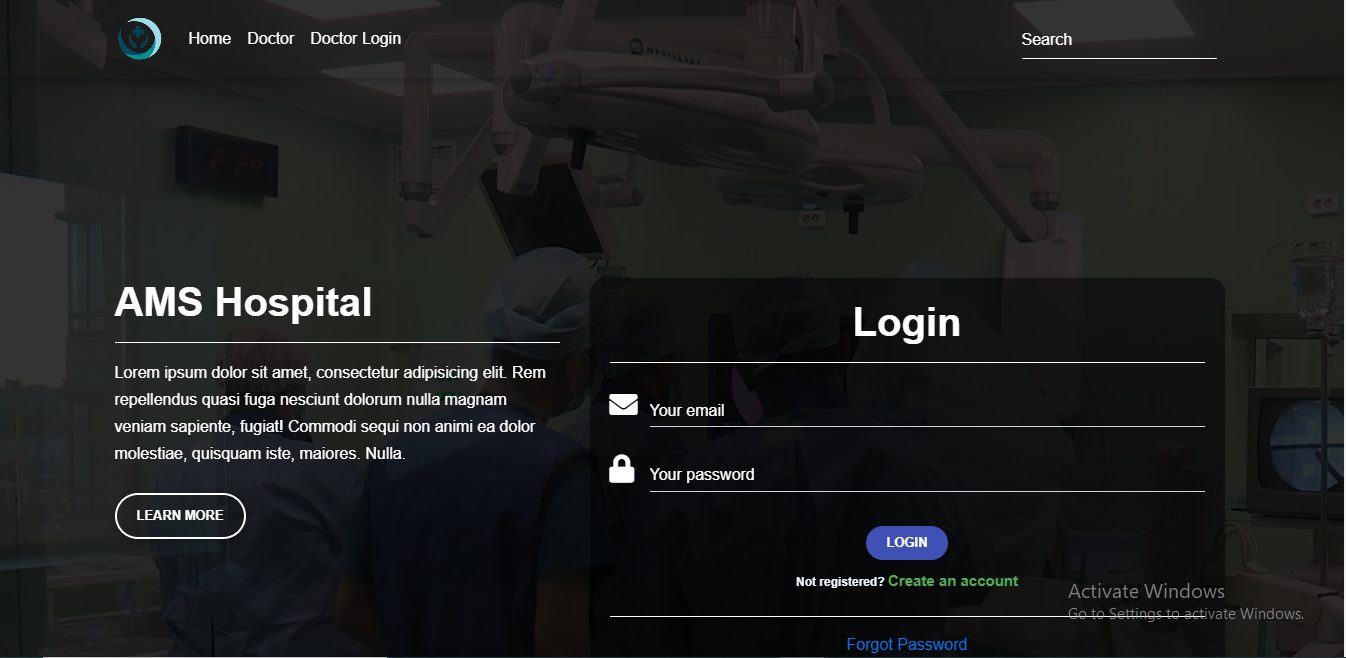 Home Doctor Doctor Login Search
AMS Hospital
Lorem ipsum dolor sit amet, consectetur adipisicing elit. Rem
repellendus quasi fuga nesciunt dolorum nulla magnam
veniam sapiente, fugiat! Commodi sequi non animi ea dolor
molestiae, quisquam iste, maiores. Nulla.
LEARN MORE
Login
Your email
Your password
LOGIN
Not registered? Create an account
Forgot Password
Activate Windows
Go to Settings to activate Windows.